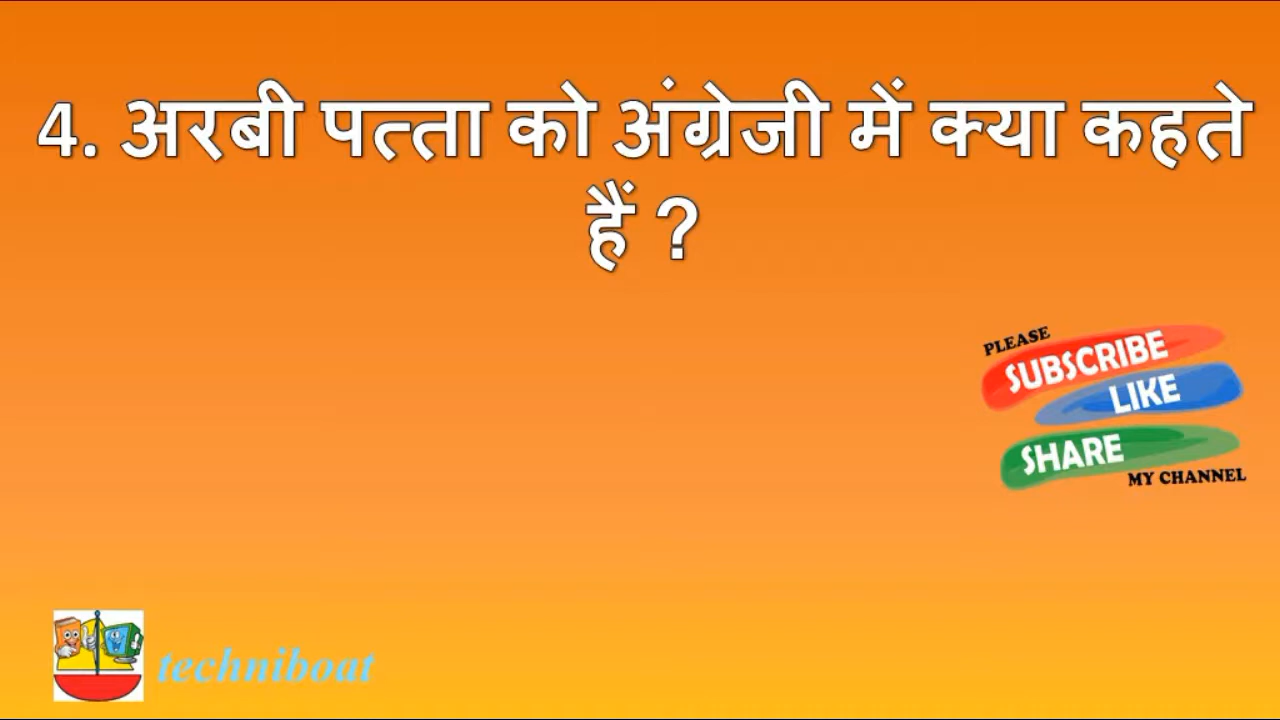 4. अरबी पत्ता को अंग्रेजी में क्या कहते
हैं ?
PLEASE
SUBSCRIBE
LIKE
SHARE
MY CHANNEL
techniboat